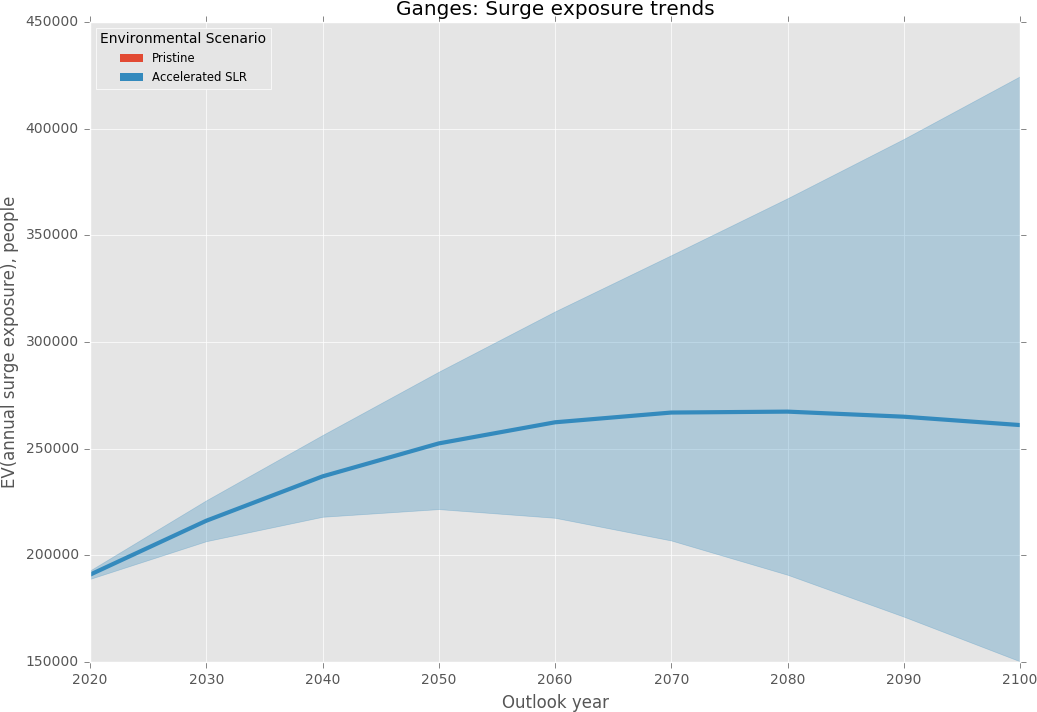 Ganges: Surge exposure trends
Environmental Scenario
Pristine
Accelerated SLR
EV(annual surge exposure), people
450000
400000
350000
300000
250000
200000
150000
2020 2030 2040 2050 2060 2070 2080 2090 2100
Outlook year